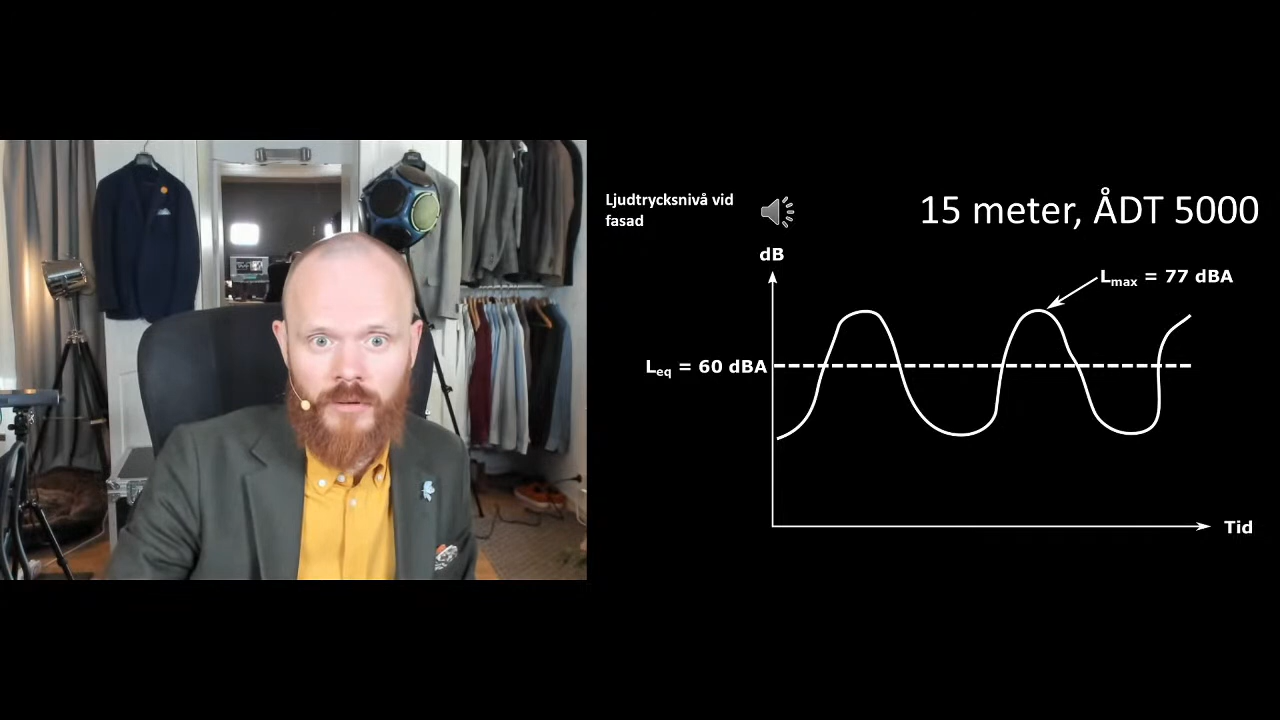 Ljudtrycksnivå vid
fasad
15 meter, ÅDT 5000
dB
Lmax = 77 dBA
Leq = 60 dBA
Tid